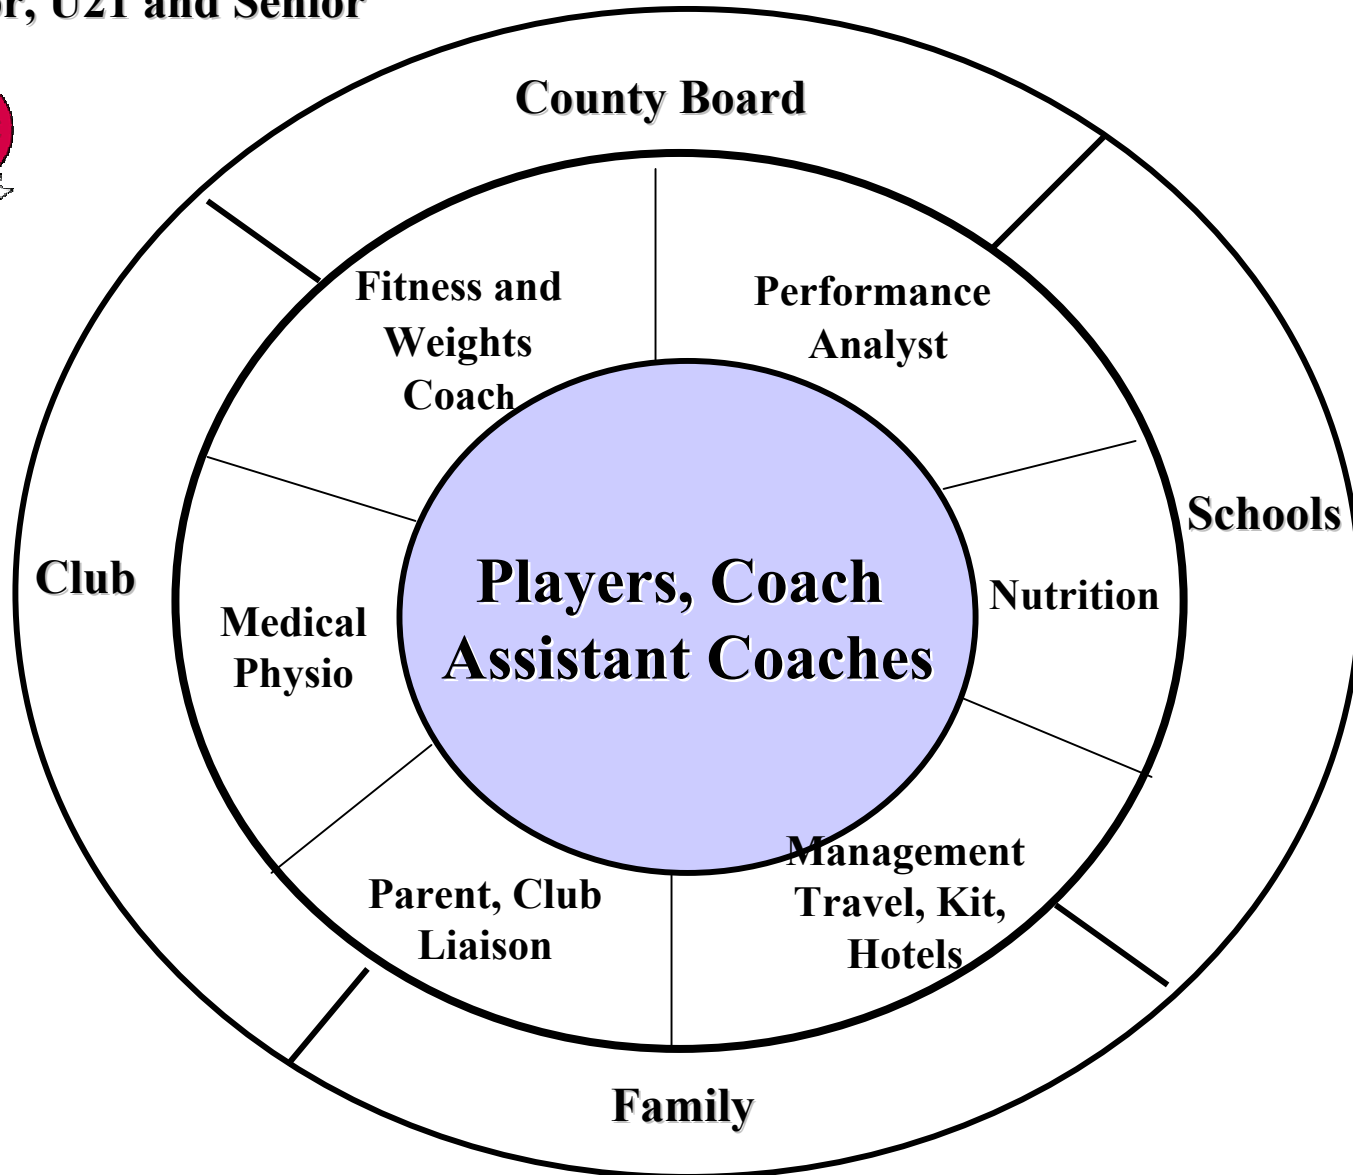 U21 and Senior
County Board
Fitness and
Weights
Coach
Performance
Analyst
Schools
Club
Players, Coach
Assistant Coaches
Nutrition
Medical
Physio
Management
Travel, Kit,
Hotels
Parent, Club
Liaison
Family